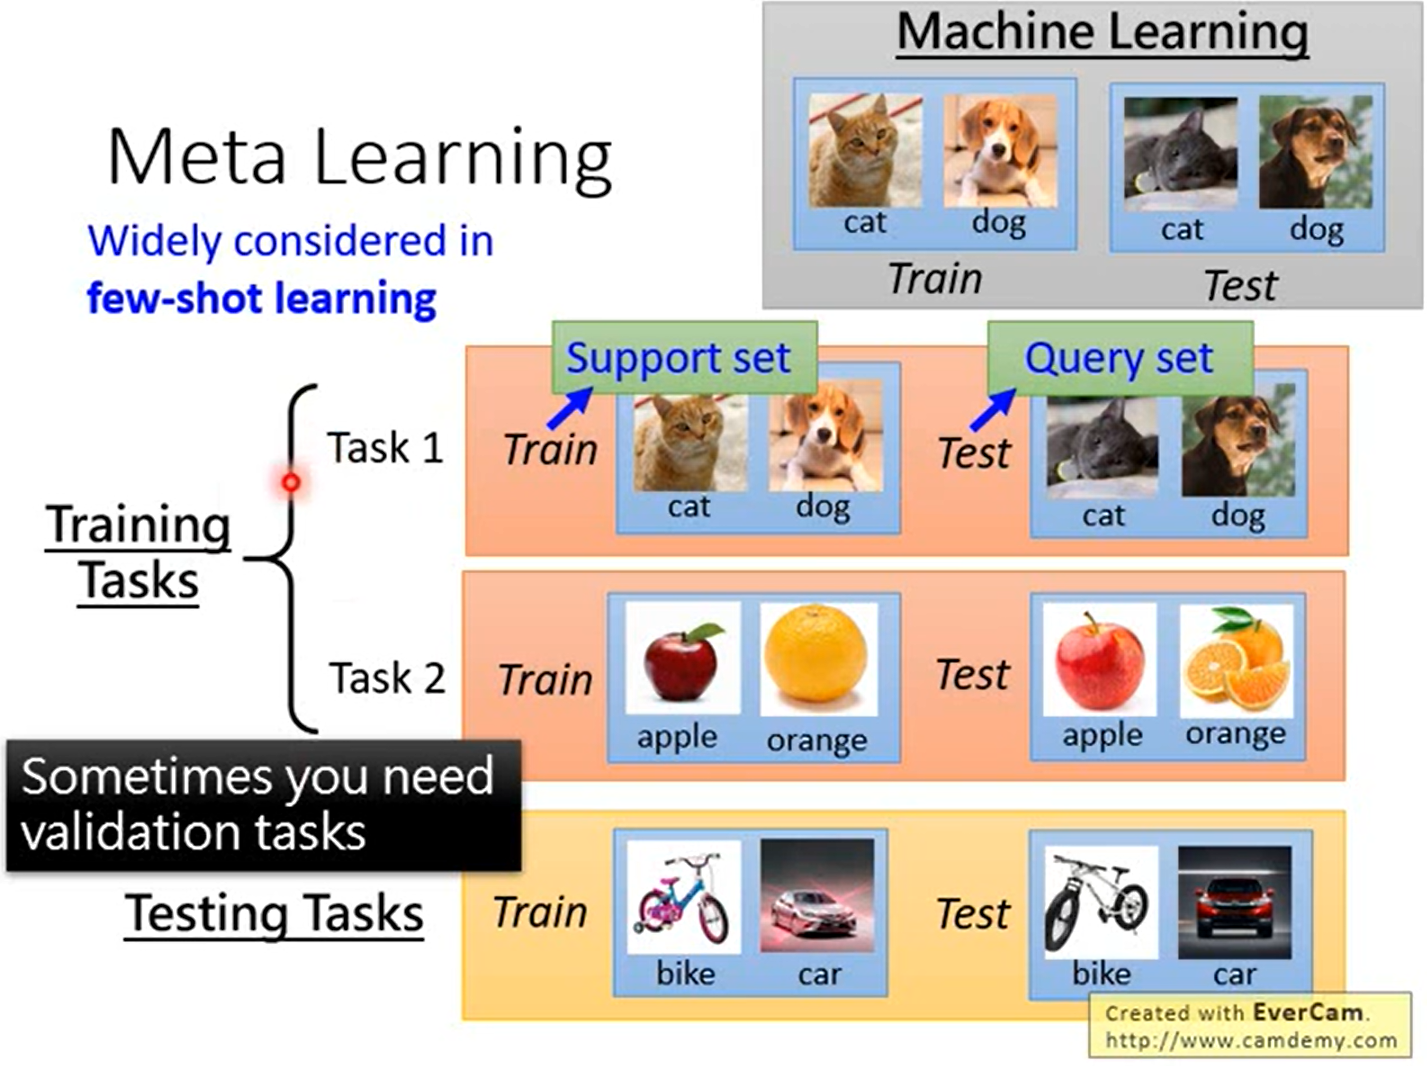 Machine Learning
cat
dog
cat
dog
Train
Test
Meta Learning
Widely considered in
few-shot learning
Support set
Query set
Task 1
Train
cat
dog
Test
cat
dog
Training
Tasks
Task 2
Train
apple
orange
Test
apple
orange
Sometimes you need
validation tasks
Testing Tasks
Train
bike
car
Test
bike
car
Created with EverCam.
http://www.camdemy.com